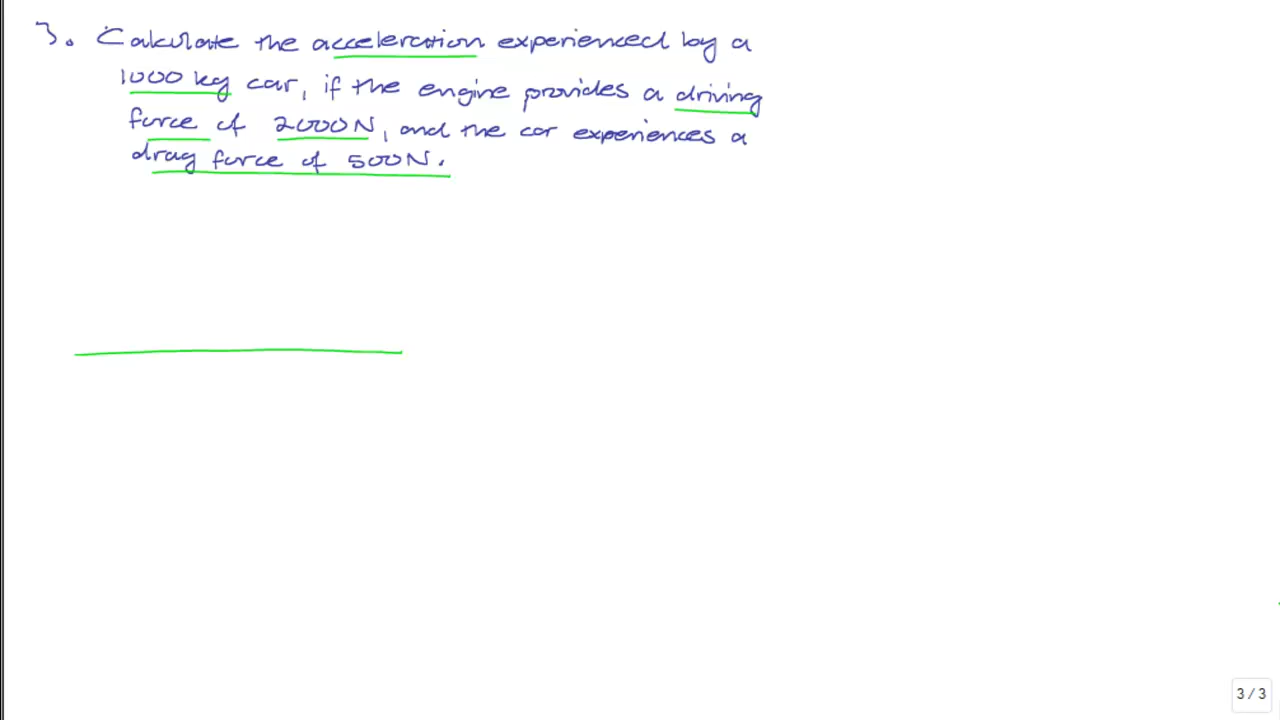 3. Calculate the acceleration experienced by a
1000 kg car, if the engine provides a driving
force of 2000N, and the car experiences a
drag force of 500N.
3 / 3